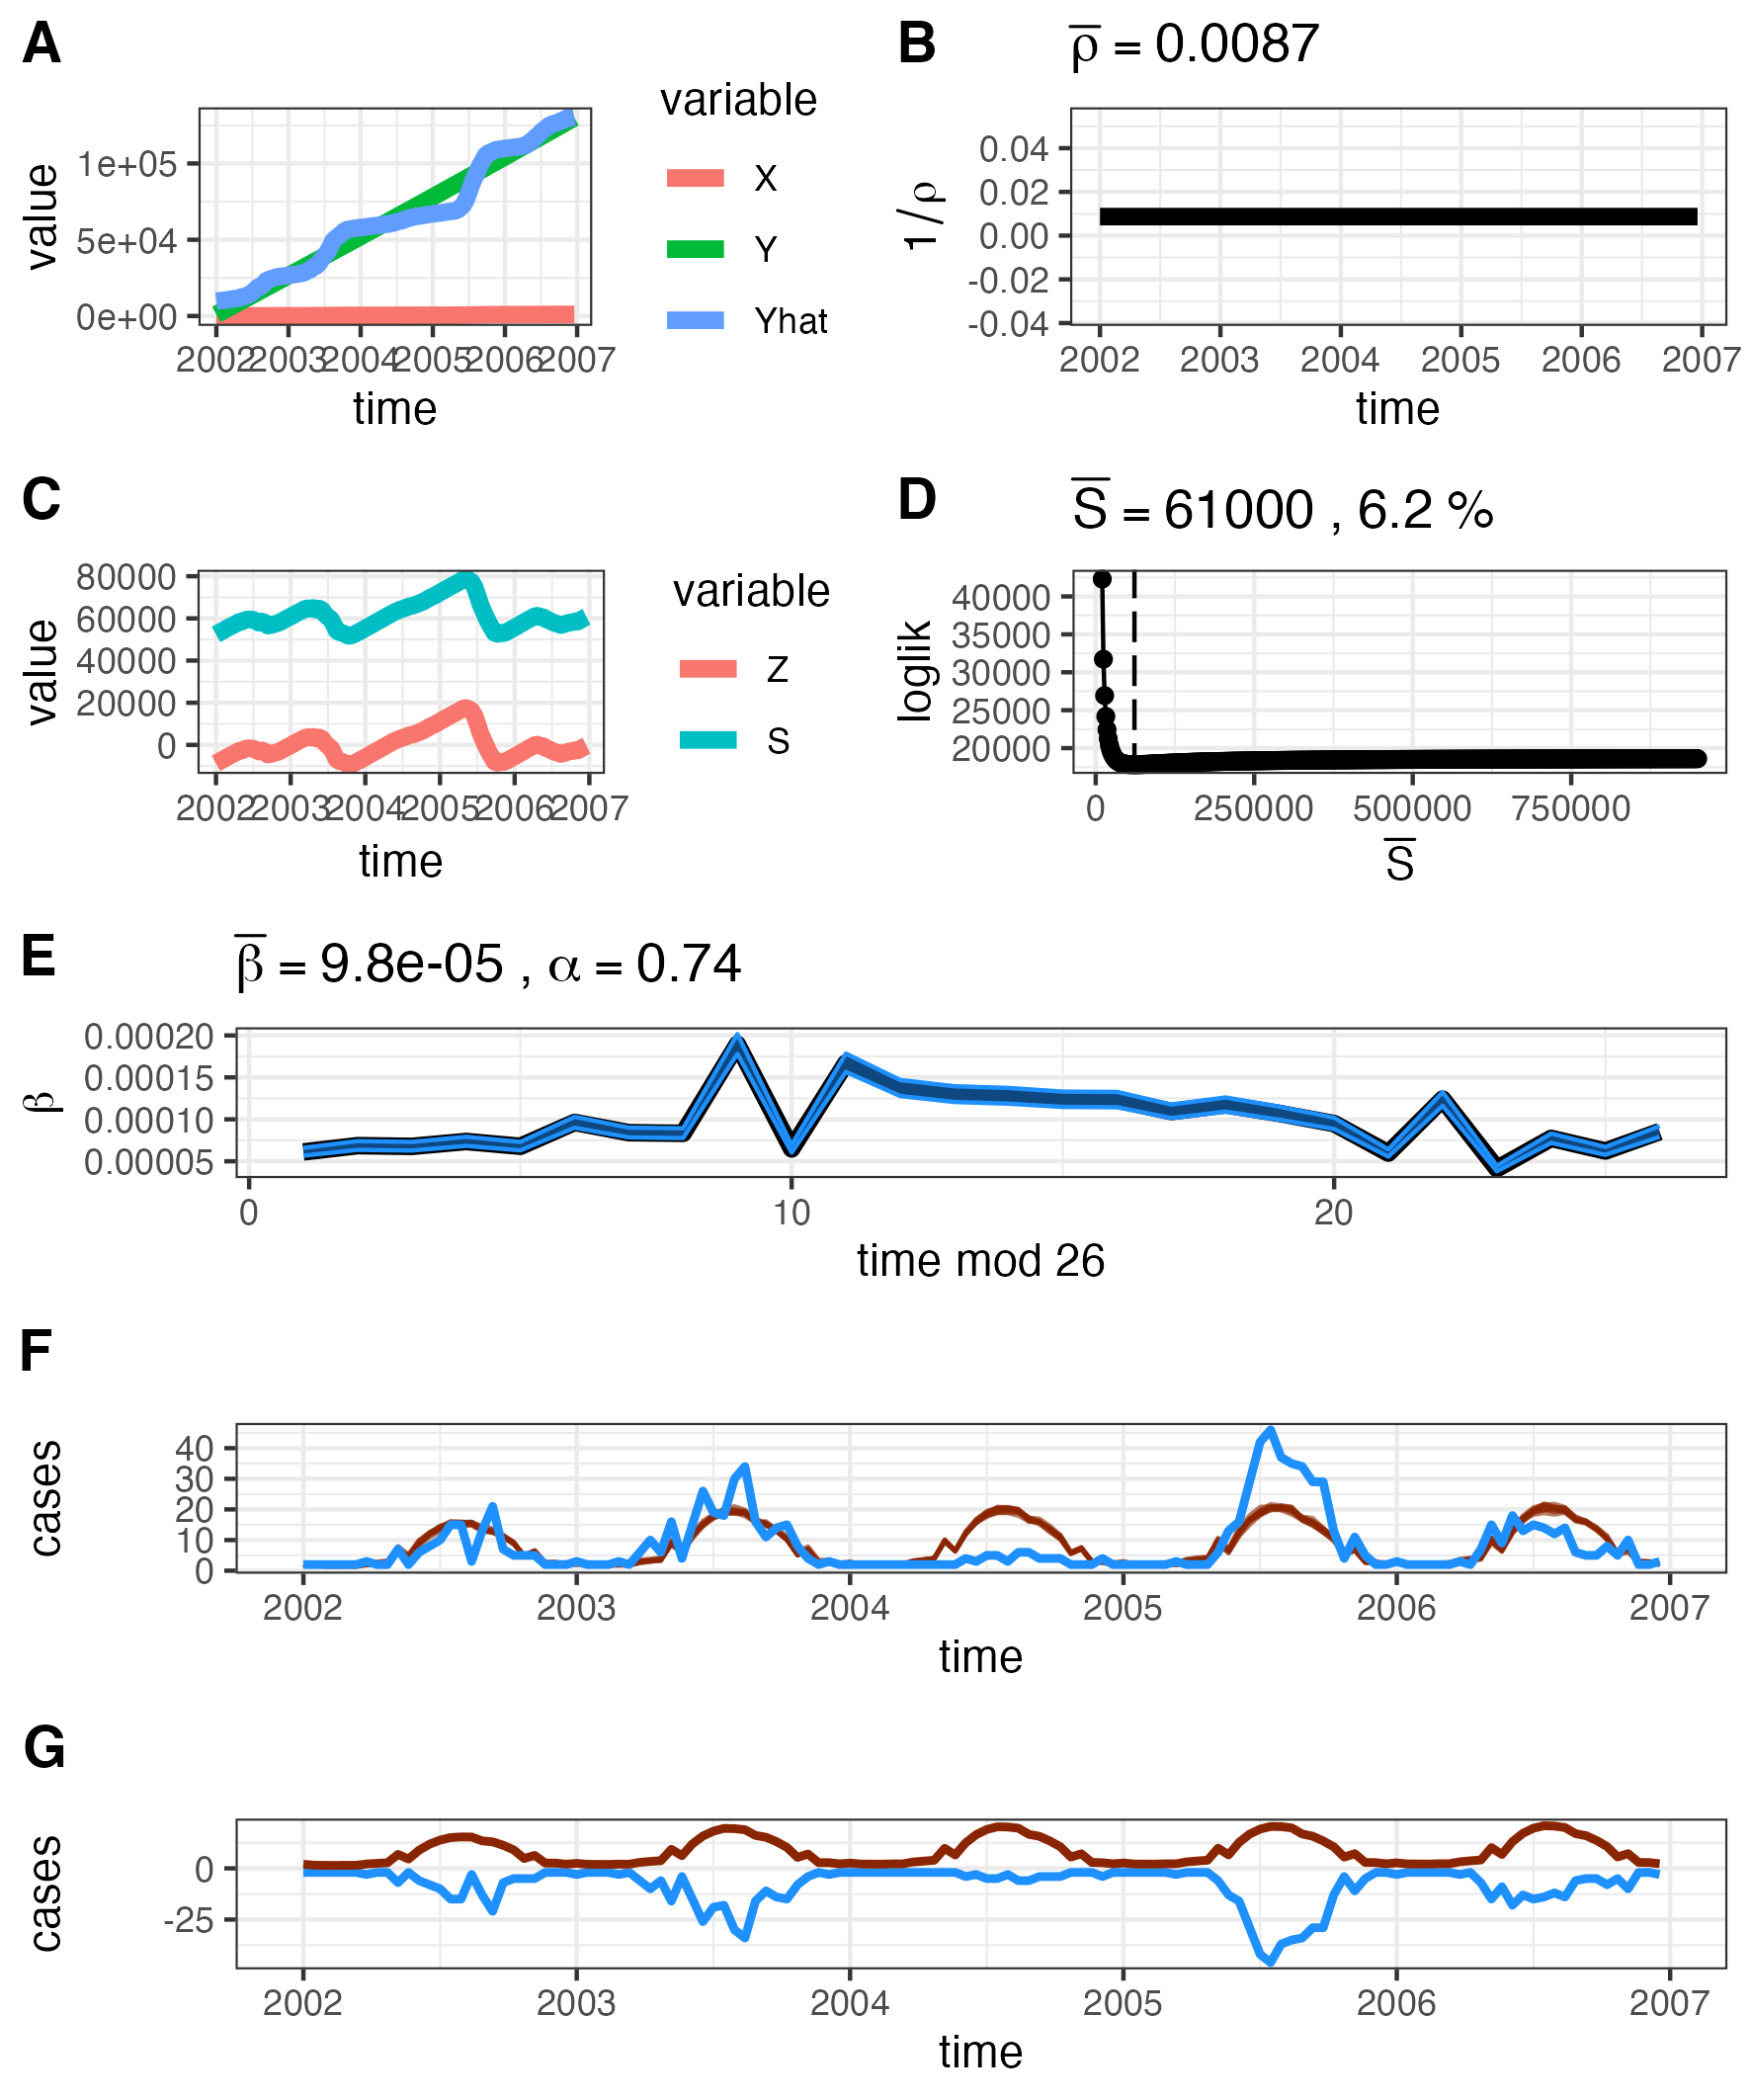 A
variable
value
1e+05
5e+04
0e+00
X
Y
Yhat
2002 2003 2004 2005 2006 2007
time
B
ρ̅ = 0.0087
1/ρ
0.04
0.02
0.00
-0.02
-0.04
2002 2003 2004 2005 2006 2007
time
C
variable
value
80000
60000
40000
20000
0
Z
S
2002 2003 2004 2005 2006 2007
time
D
S̅ = 61000 , 6.2 %
loglik
40000
35000
30000
25000
20000
0 250000 500000 750000
S̅
E
β̅ = 9.8e-05 , α = 0.74
β
0.00020
0.00015
0.00010
0.00005
0 10 20
time mod 26
F
cases
40
30
20
10
0
2002 2003 2004 2005 2006 2007
time
G
cases
0
-25
2002 2003 2004 2005 2006 2007
time